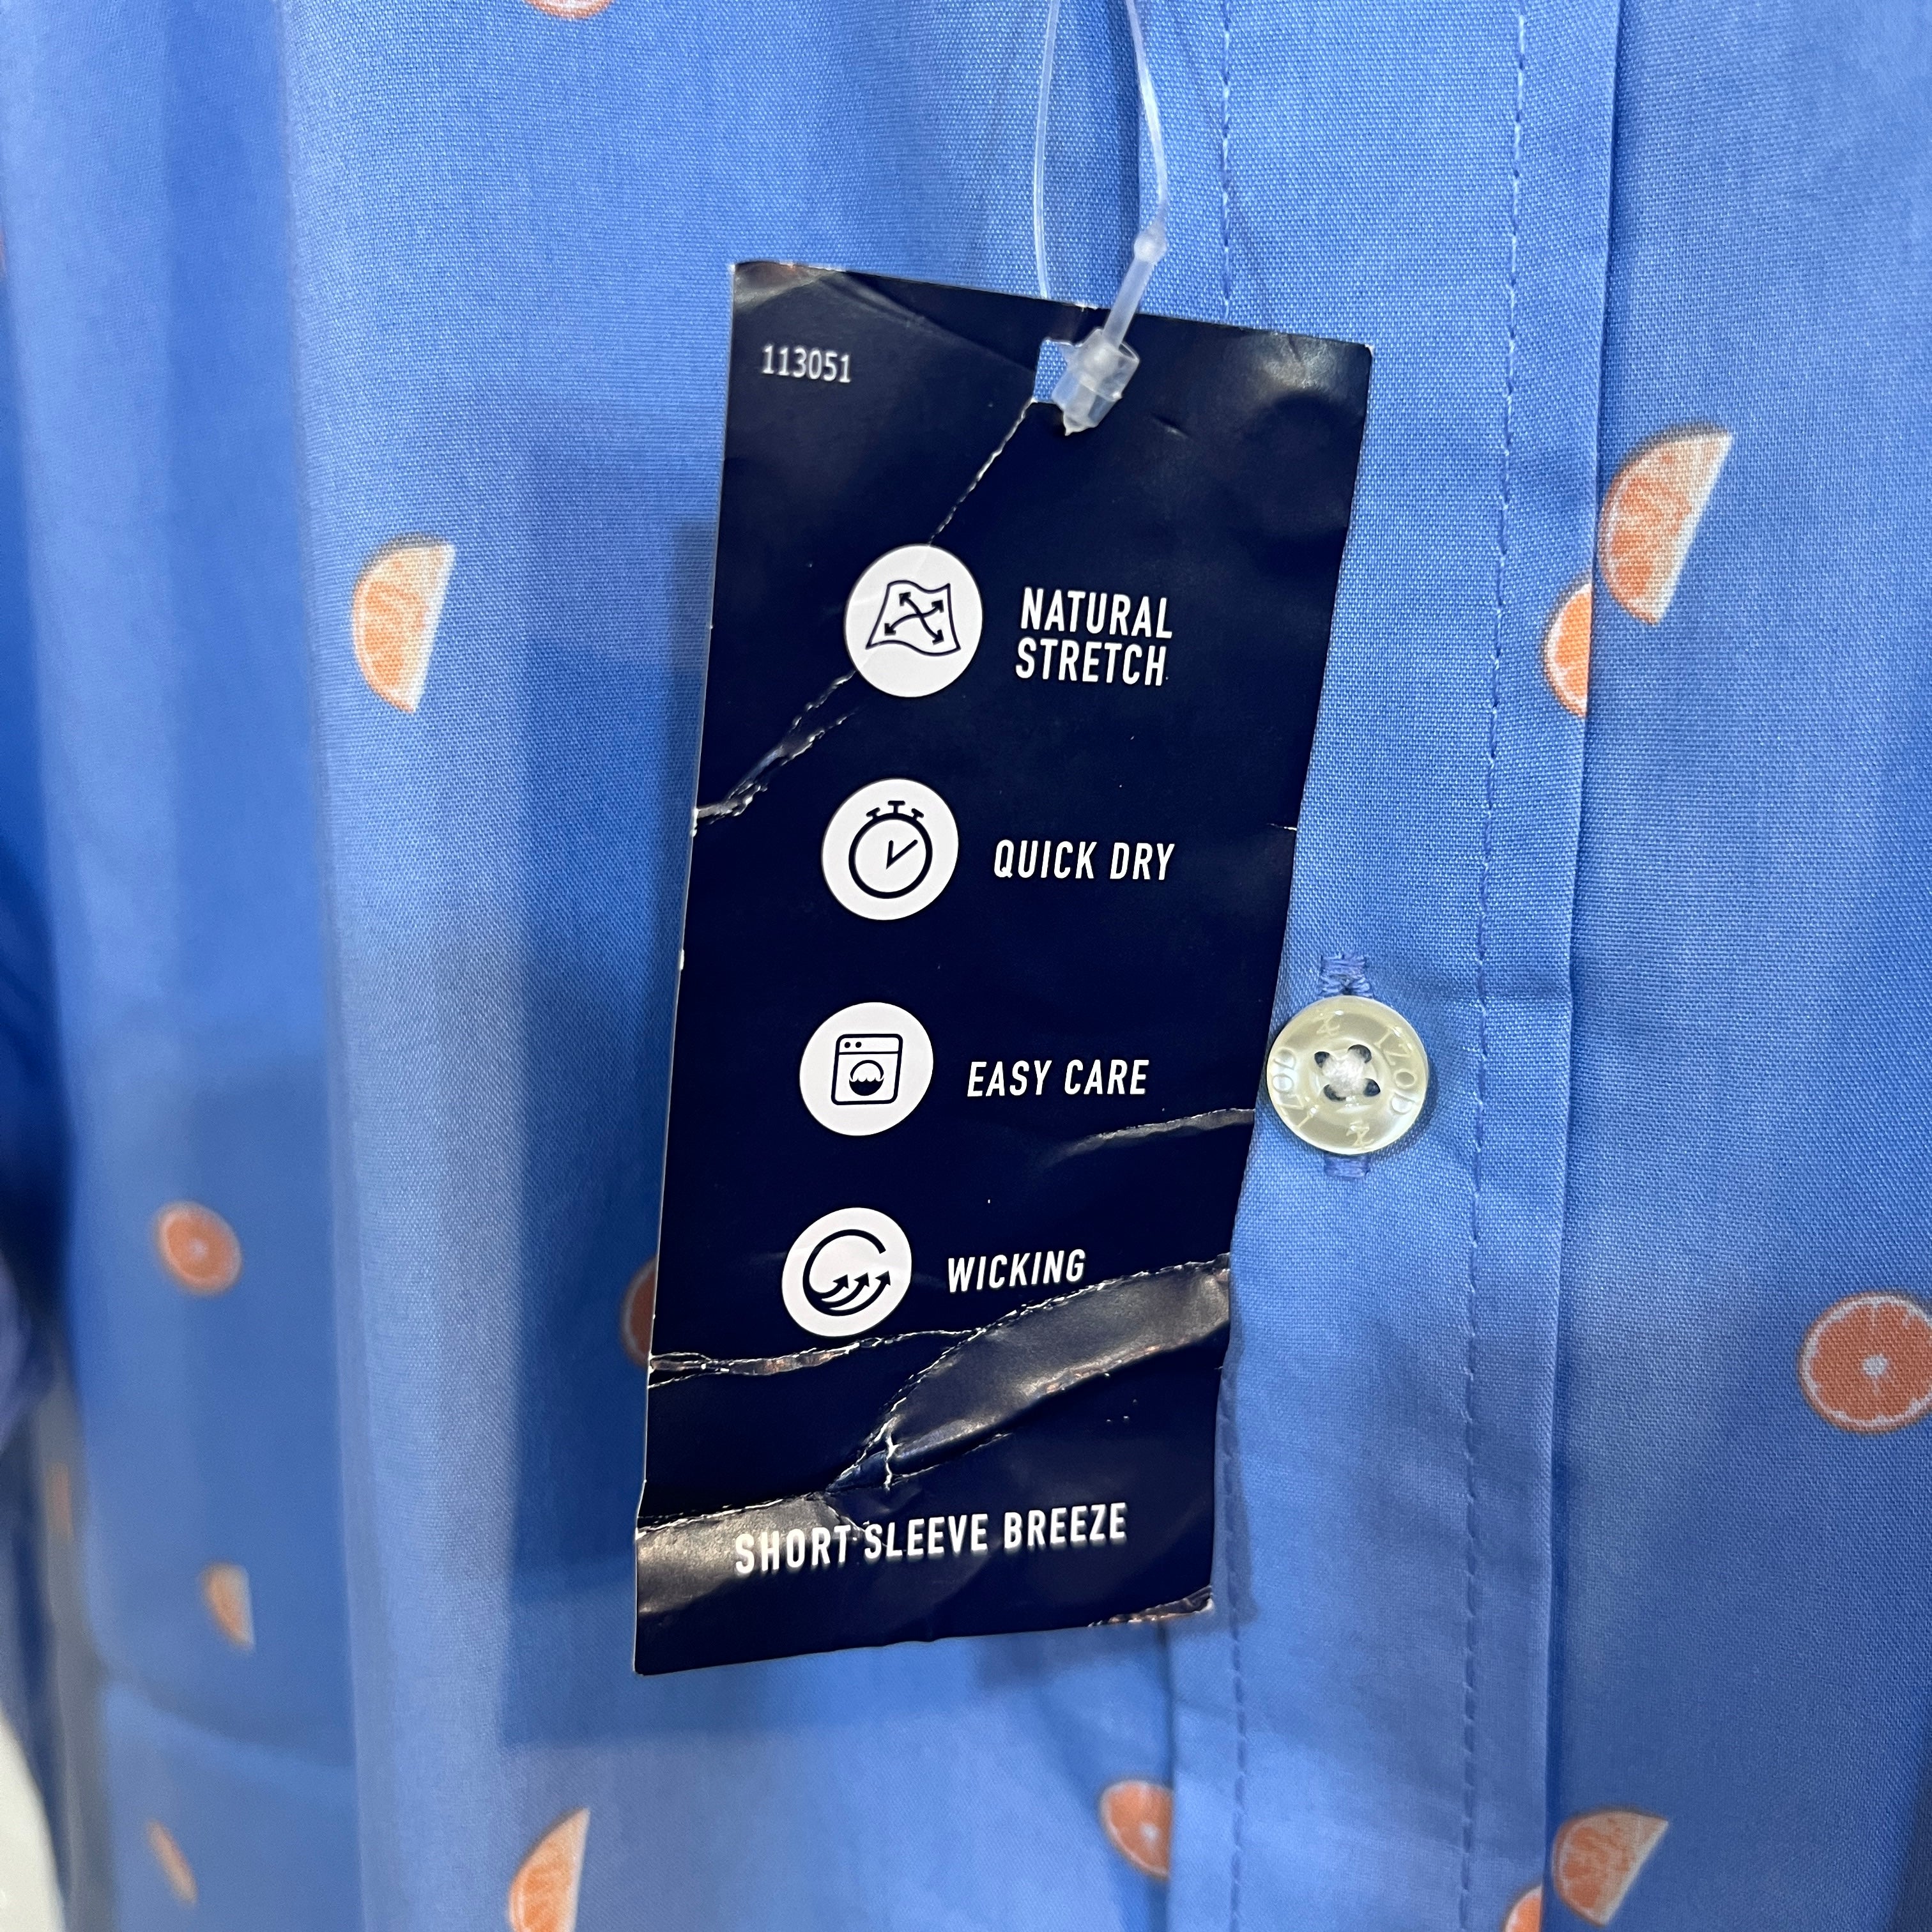 113051
NATURAL
STRETCH
QUICK DRY
EASY CARE
IZOD
IZOD
WICKING
SHORT SLEEVE BREEZE